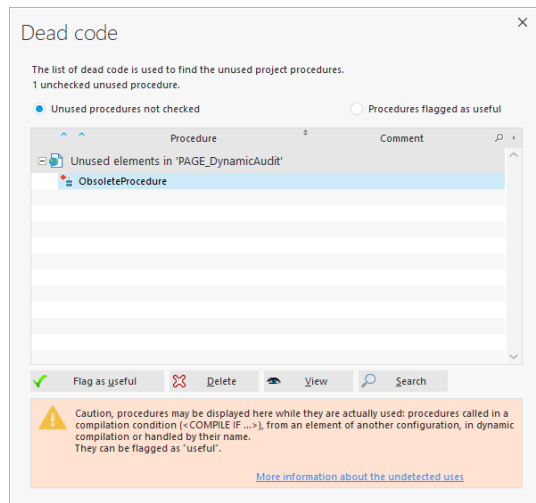 Dead code
The list of dead code is used to find the unused project procedures.
1 unchecked unused procedure.
Unused procedures not checked
Procedures flagged as useful
Procedure
Comment
Unused elements in 'PAGE_DynamicAudit'
ObsoleteProcedure
Flag as useful
Delete
View
Search
Caution, procedures may be displayed here while they are actually used: procedures called in a
compilation condition (<COMPILE IF ...>), from an element of another configuration, in dynamic
compilation or handled by their name.
They can be flagged as "useful".
More information about the undetected uses